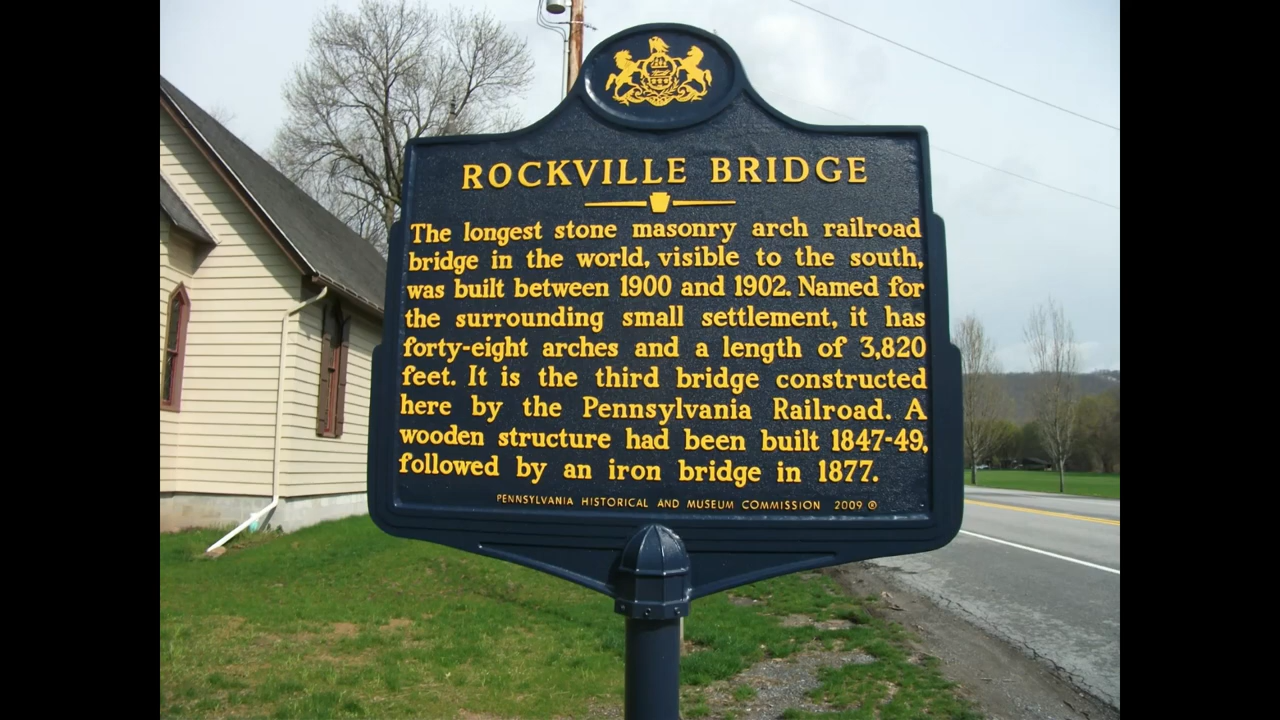 ROCKVILLE BRIDGE
The longest stone masonry arch railroad
bridge in the world, visible to the south,
was built between 1900 and 1902. Named for
the surrounding small settlement, it has
forty-eight arches and a length of 3,820
feet. It is the third bridge constructed
here by the Pennsylvania Railroad. A
wooden structure had been built 1847-49,
followed by an iron bridge in 1877.
PENNSYLVANIA HISTORICAL AND MUSEUM COMMISSION 2009 ®